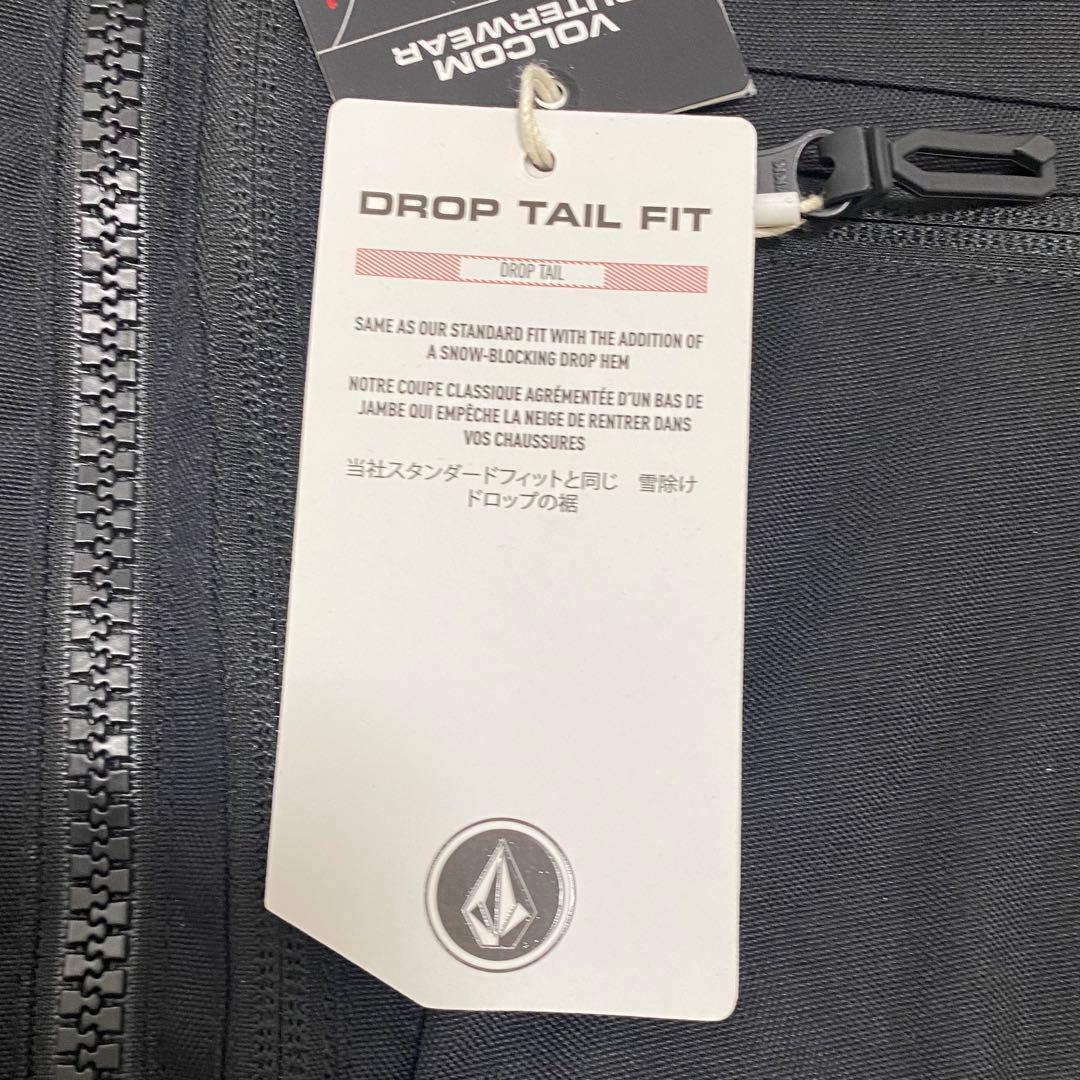 VOLCOM
OUTERWEAR
DROP TAIL FIT
DROP TAIL
SAME AS OUR STANDARD FIT WITH THE ADDITION OF
A SNOW-BLOCKING DROP HEM
NOTRE COUPE CLASSIQUE AGRÉMENTÉE D'UN BAS DE
JAMBE QUI EMPÊCHE LA NEIGE DE RENTRER DANS
VOS CHAUSSURES
当社スタンダードフィットと同じ　雪除け
ドロップの裾